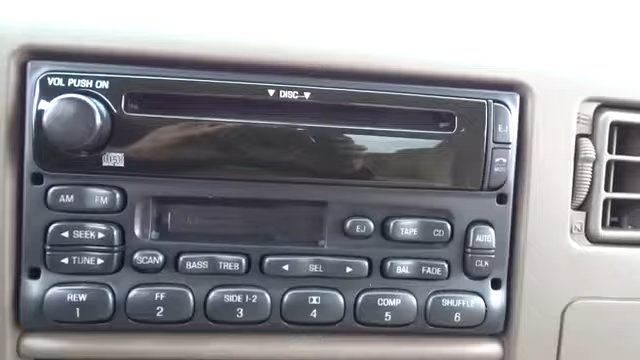 VOL PUSH ON
▼ DISC ▼
EJ
AM FM
EJ
TAPE CD
AUTO
◄ SEEK ►
◄ TUNE ►
SCAN
BASS TREB
◄ SEL ►
BAL FADE
CLK
REW
1
FF
2
SIDE 1-2
3
4
COMP
5
SHUFFLE
6